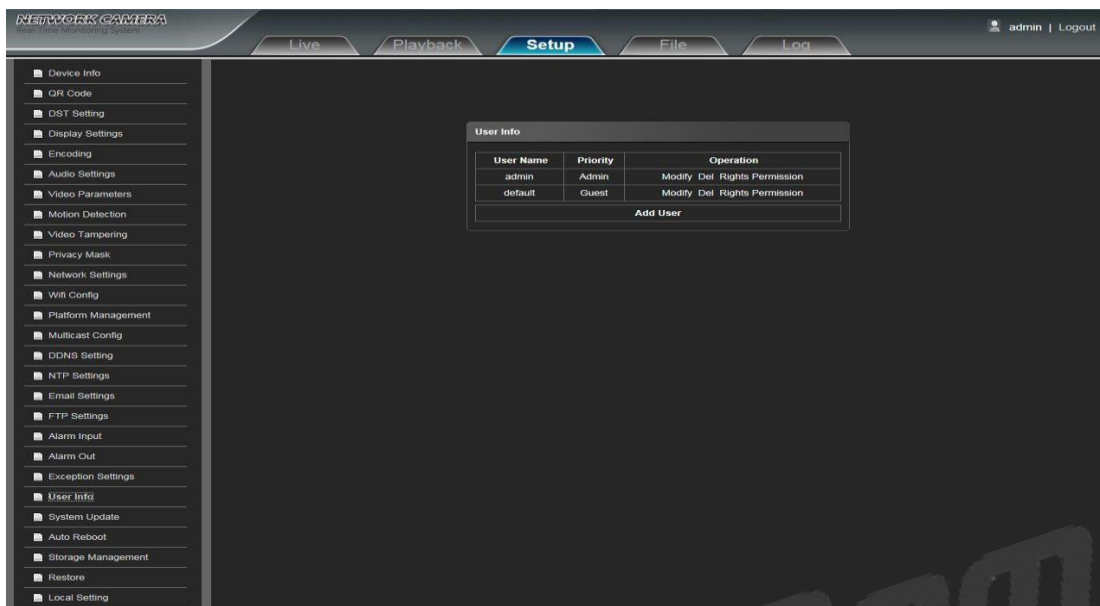 NETWORK CAMERA
Real-Time Monitoring System
Live Playback Setup File Log
admin | Logout
Device Info
QR Code
DST Setting
Display Settings
Encoding
Audio Settings
Video Parameters
Motion Detection
Video Tampering
Privacy Mask
Network Settings
Wifi Config
Platform Management
Multicast Config
DDNS Setting
NTP Settings
Email Settings
FTP Settings
Alarm Input
Alarm Out
Exception Settings
User Info
System Update
Auto Reboot
Storage Management
Restore
Local Setting
User Info
User Name Priority Operation
admin Admin Modify Del Rights Permission
default Guest Modify Del Rights Permission
Add User